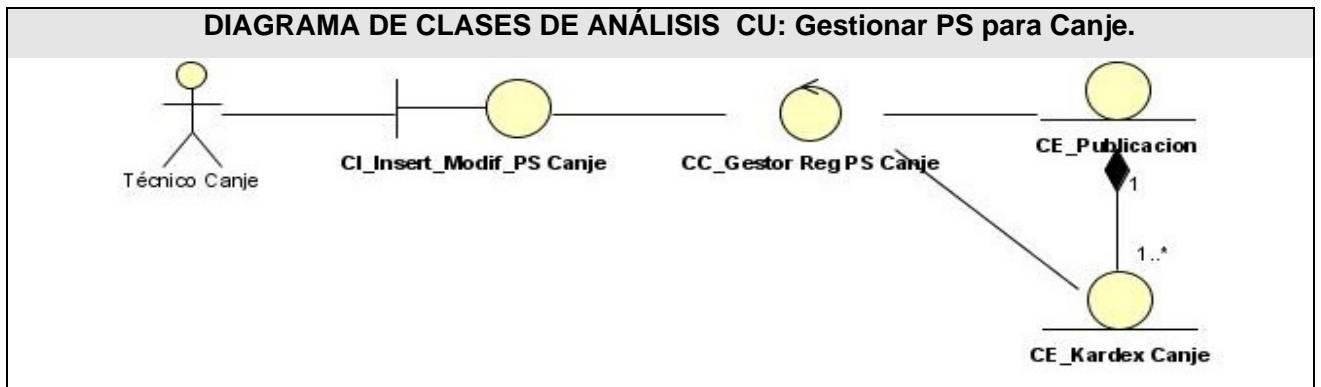 DIAGRAMA DE CLASES DE ANÁLISIS CU: Gestionar PS para Canje.
Técnico Canje
CI_Insert_Modif_PS Canje
CC_Gestor Reg PS Canje
CE_Publicacion
1
1..*
CE_Kardex Canje